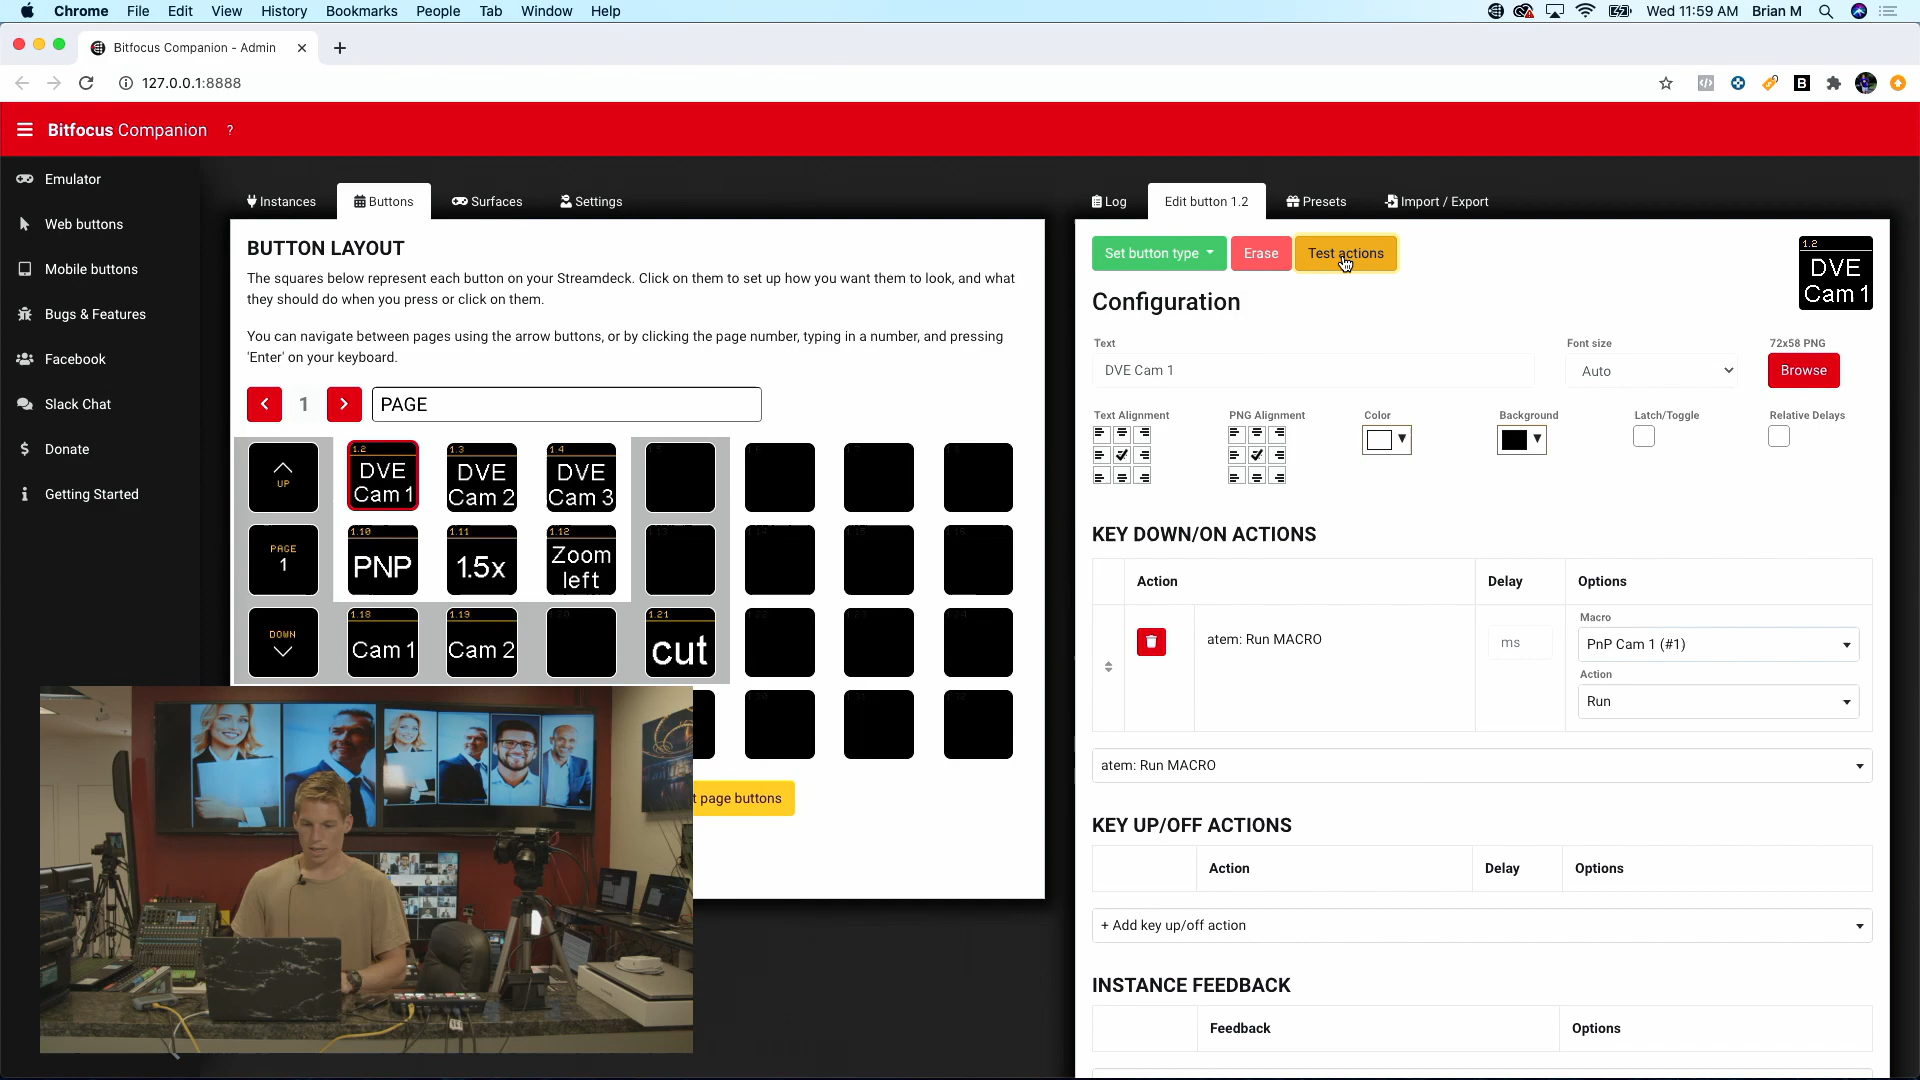 Chrome File Edit View History Bookmarks People Tab Window Help Wed 11:59 AM Brian M
Bitfocus Companion - Admin
127.0.0.1:8888
Bitfocus Companion ?
Emulator
Web buttons
Mobile buttons
Bugs & Features
Facebook
Slack Chat
Donate
Getting Started
Instances Buttons Surfaces Settings
BUTTON LAYOUT
The squares below represent each button on your Streamdeck. Click on them to set up how you want them to look, and what
they should do when you press or click on them.
You can navigate between pages using the arrow buttons, or by clicking the page number, typing in a number, and pressing
'Enter' on your keyboard.
1 PAGE
UP
1.2
DVE
Cam 1
1.3
DVE
Cam 2
1.4
DVE
Cam 3
PAGE
1
1.10
PNP
1.11
1.5x
1.12
Zoom
left
DOWN
1.18
Cam 1
1.19
Cam 2
1.21
cut
t page buttons
Log Edit button 1.2 Presets Import / Export
Set button type Erase Test actions
1.2
DVE
Cam 1
Configuration
Text Font size 72x58 PNG
DVE Cam 1 Auto Browse
Text Alignment PNG Alignment Color Background Latch/Toggle Relative Delays
KEY DOWN/ON ACTIONS
Action Delay Options
atem: Run MACRO ms
Macro
PnP Cam 1 (#1)
Action
Run
atem: Run MACRO
KEY UP/OFF ACTIONS
Action Delay Options
+ Add key up/off action
INSTANCE FEEDBACK
Feedback Options